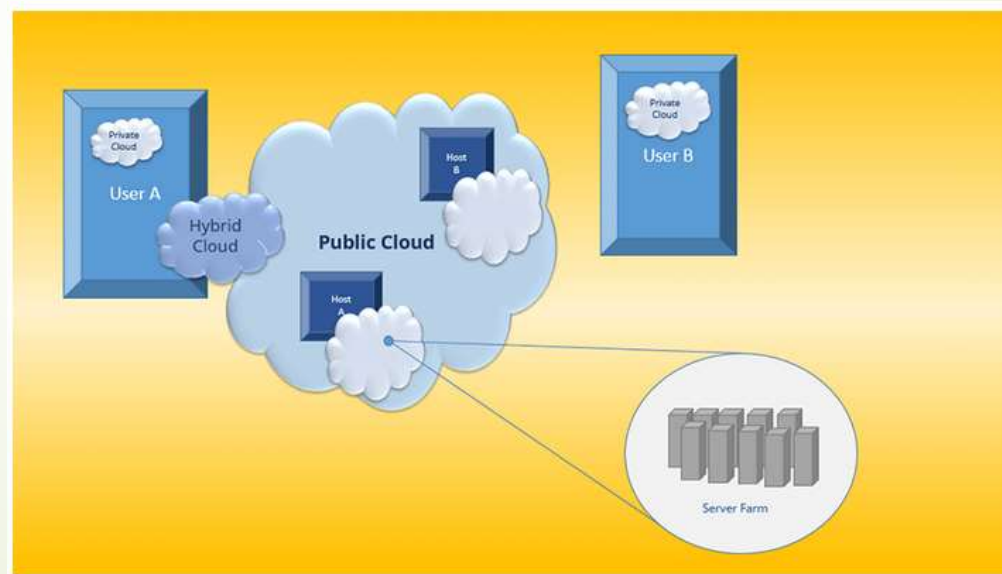 Private
Cloud
User A
Hybrid
Cloud
Public Cloud
Host
B
Host
A
Private
Cloud
User B
Server Farm